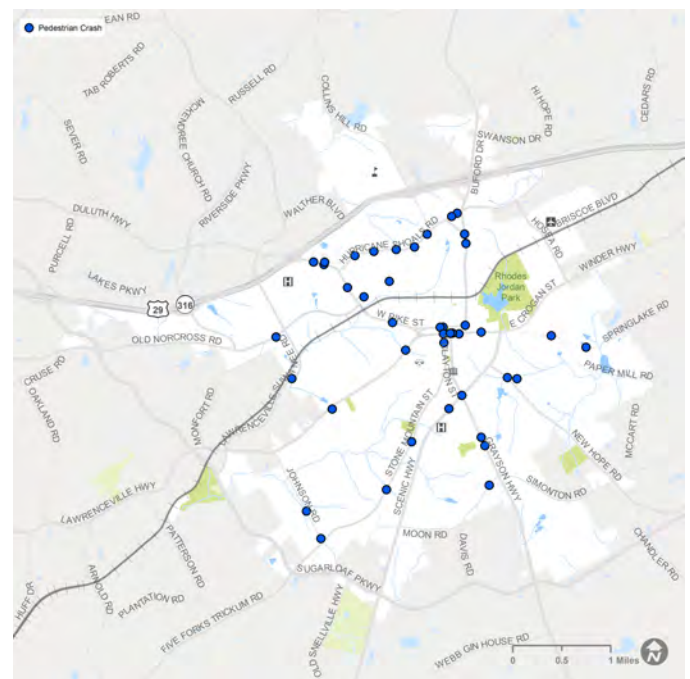 Pedestrian Crash
EAN RD
TAB ROBERTS RD
RUSSELL RD
MCKENDREE CHURCH RD
SEVER RD
COLLINS HILL RD
HI HOPE RD
CEDARS RD
SWANSON DR
BUFORD DR
RIVERSIDE PKWY
WALTHER BLVD
DULUTH HWY
PURCELL RD
HURRICANE SHOALS RD
HOSEA RD
BRISCOE BLVD
WINDER HWY
LAKES PKWY
29
316
H
Rhodes
Jordan
Park
E CROGAN ST
W PIKE ST
OLD NORCROSS RD
SPRINGLAKE RD
CRUSE RD
PAPER MILL RD
OAKLAND RD
MONFORT RD
LAWRENCEVILLE SUWANEE RD
CLAYTON ST
MCCART RD
STONE MOUNTAIN ST
H
NEW HOPE RD
GRAYSON HWY
SCENIC HWY
SIMONTON RD
LAWRENCEVILLE HWY
JOHNSON RD
PATTERSON RD
MOON RD
DAVIS RD
CHANDLER RD
SUGARLOAF PKWY
HUFF DR
ARNOLD RD
PLANTATION RD
FIVE FORKS TRICKUM RD
OLD SNELLVILLE HWY
WEBB GIN HOUSE RD
0 0.5 1 Miles
N